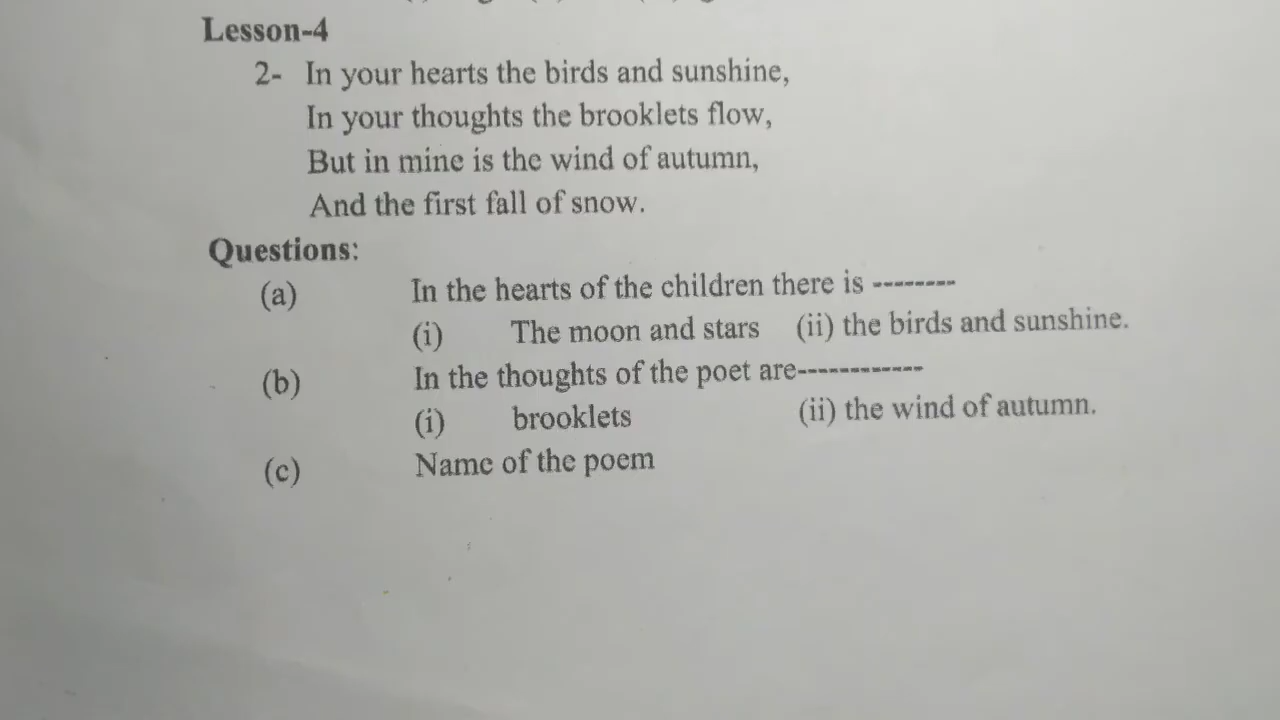 Lesson-4
2- In your hearts the birds and sunshine,
In your thoughts the brooklets flow,
But in mine is the wind of autumn,
And the first fall of snow.
Questions:
(a) In the hearts of the children there is --------
(i) The moon and stars (ii) the birds and sunshine.
(b) In the thoughts of the poet are------------
(i) brooklets (ii) the wind of autumn.
(c) Name of the poem